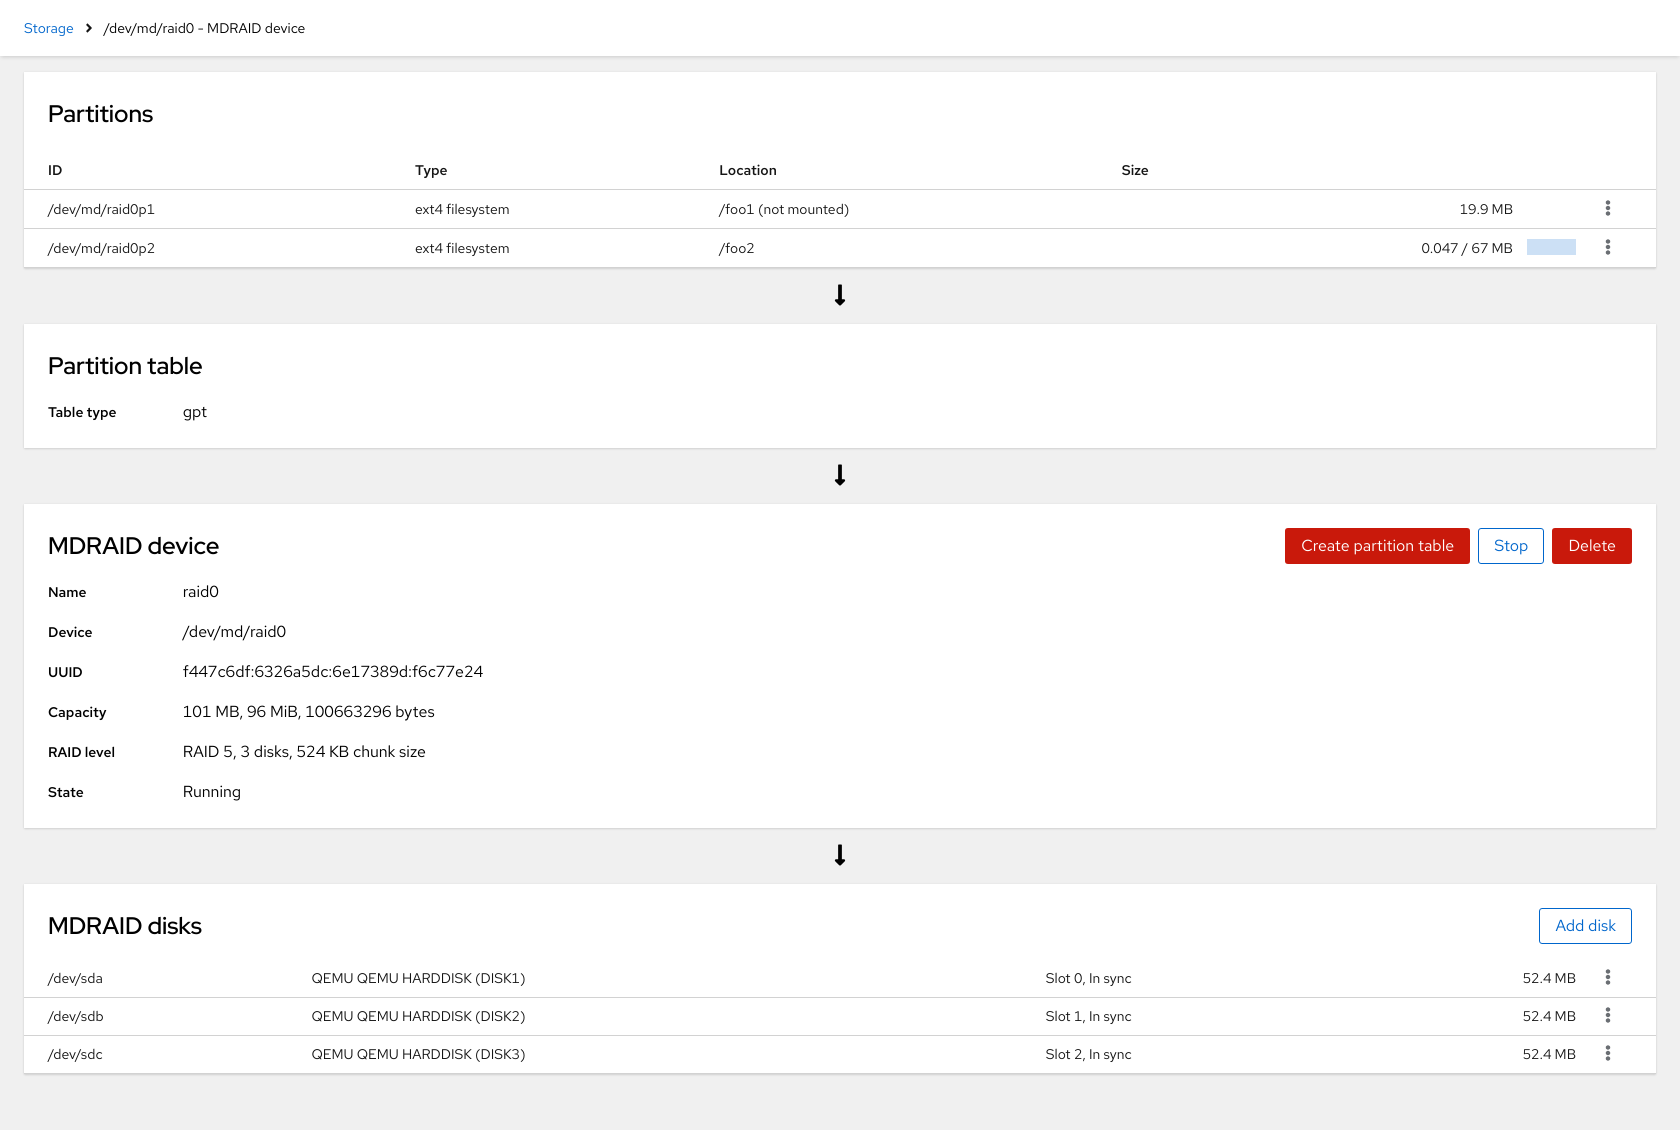 Storage > /dev/md/raid0 - MDRAID device
Partitions
ID Type Location Size
/dev/md/raid0p1 ext4 filesystem /foo1 (not mounted) 19.9 MB
/dev/md/raid0p2 ext4 filesystem /foo2 0.047 / 67 MB
Partition table
Table type gpt
MDRAID device Create partition table Stop Delete
Name raid0
Device /dev/md/raid0
UUID f447c6df:6326a5dc:6e17389d:f6c77e24
Capacity 101 MB, 96 MiB, 100663296 bytes
RAID level RAID 5, 3 disks, 524 KB chunk size
State Running
MDRAID disks Add disk
/dev/sda QEMU QEMU HARDDISK (DISK1) Slot 0, In sync 52.4 MB
/dev/sdb QEMU QEMU HARDDISK (DISK2) Slot 1, In sync 52.4 MB
/dev/sdc QEMU QEMU HARDDISK (DISK3) Slot 2, In sync 52.4 MB